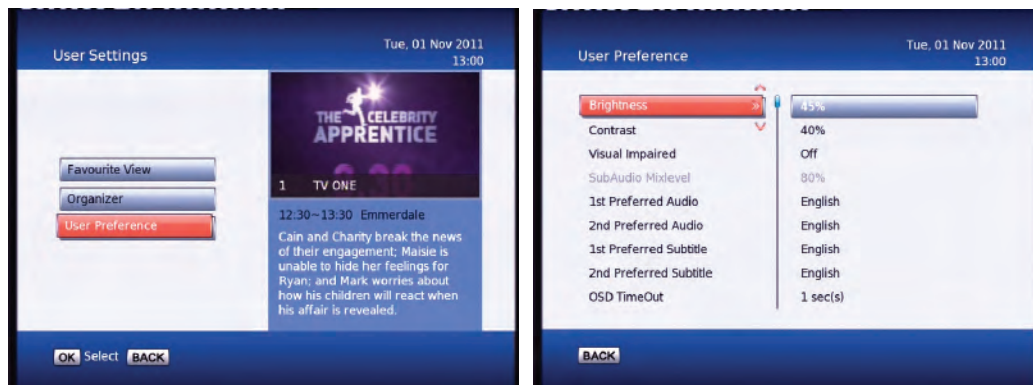 User Settings
Tue, 01 Nov 2011
13:00
THE CELEBRITY
APPRENTICE
1 TV ONE
Favourite View
Organizer
User Preference
12:30~13:30 Emmerdale
Cain and Charity break the news
of their engagement; Maisie is
unable to hide her feelings for
Ryan; and Mark worries about
how his children will react when
his affair is revealed.
OK Select BACK
User Preference
Tue, 01 Nov 2011
13:00
Brightness 45%
Contrast 40%
Visual Impaired Off
SubAudio Mixlevel 80%
1st Preferred Audio English
2nd Preferred Audio English
1st Preferred Subtitle English
2nd Preferred Subtitle English
OSD TimeOut 1 sec(s)
BACK